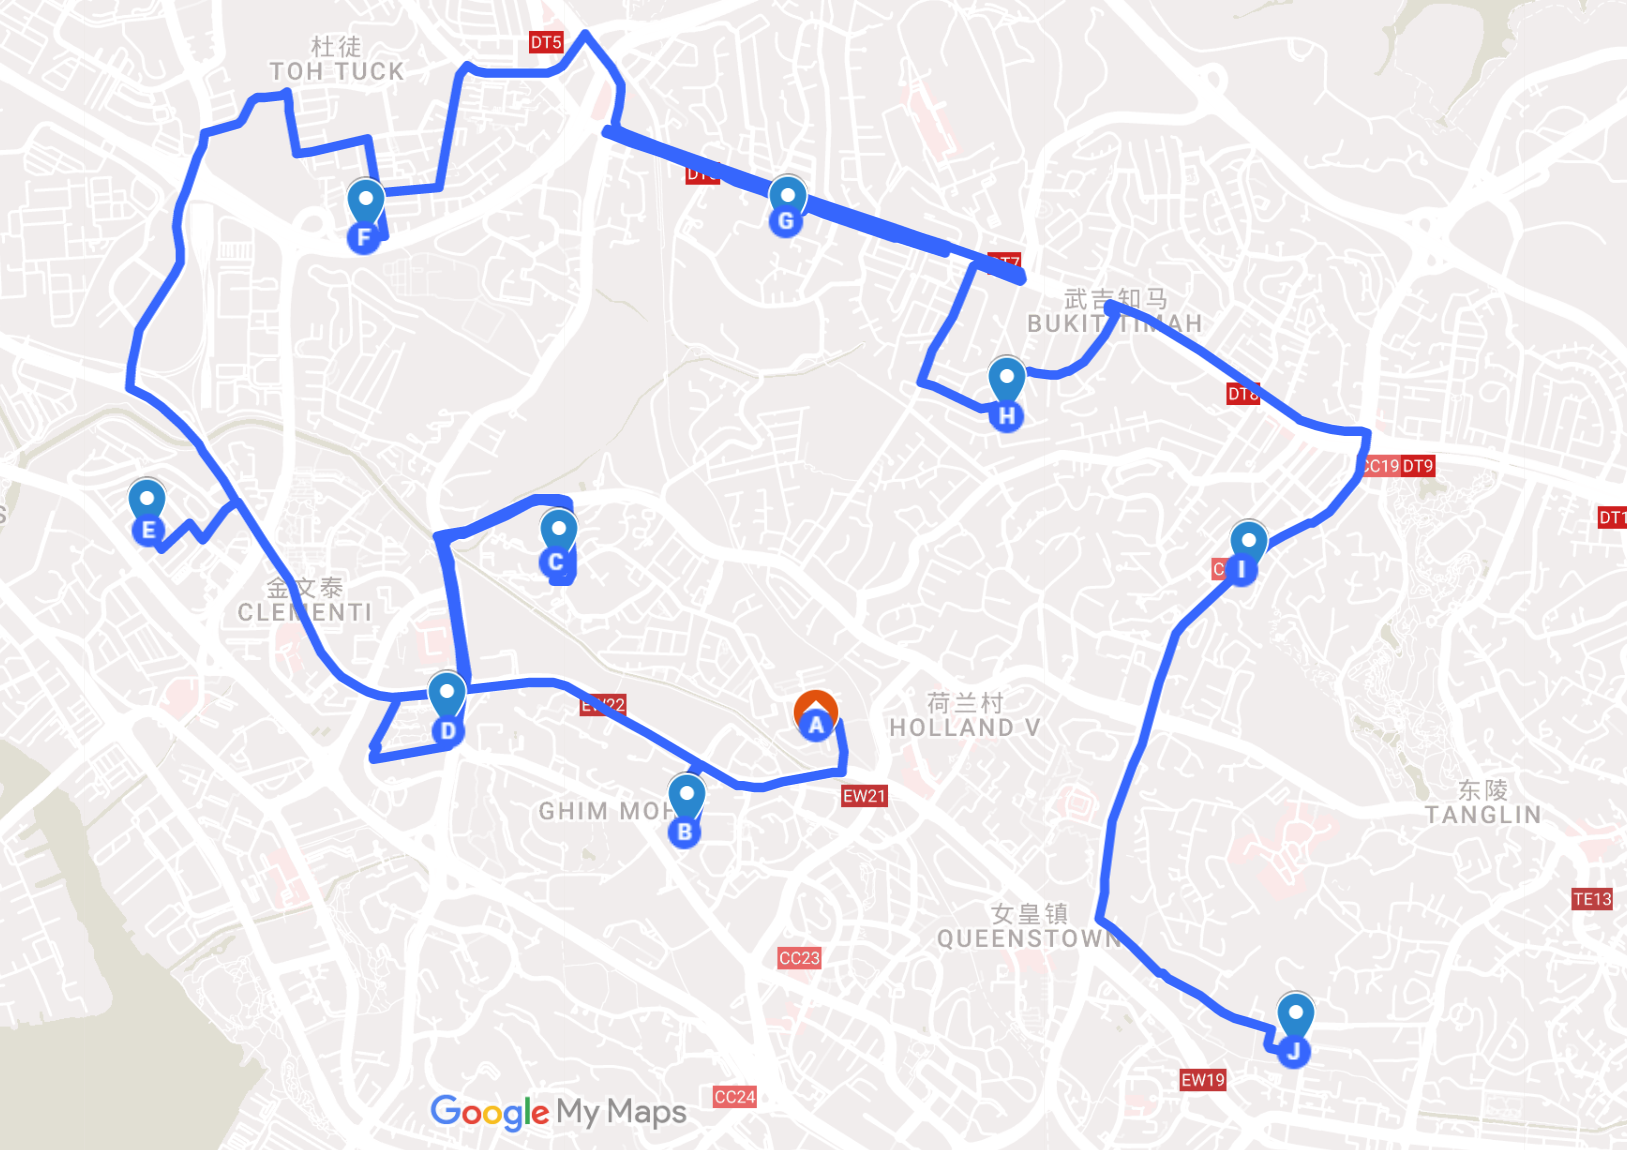 DT5
杜徒
TOH TUCK
F
G
DT7
武吉知马
BUKIT TIMAH
H
DT8
CC19
DT9
E
C
I
金文泰
CLEMENTI
D
EW22
A
荷兰村
HOLLAND V
EW21
GHIM MOH
B
东陵
TANGLIN
女皇镇
QUEENSTOWN
TE13
CC23
J
EW19
CC24
Google My Maps